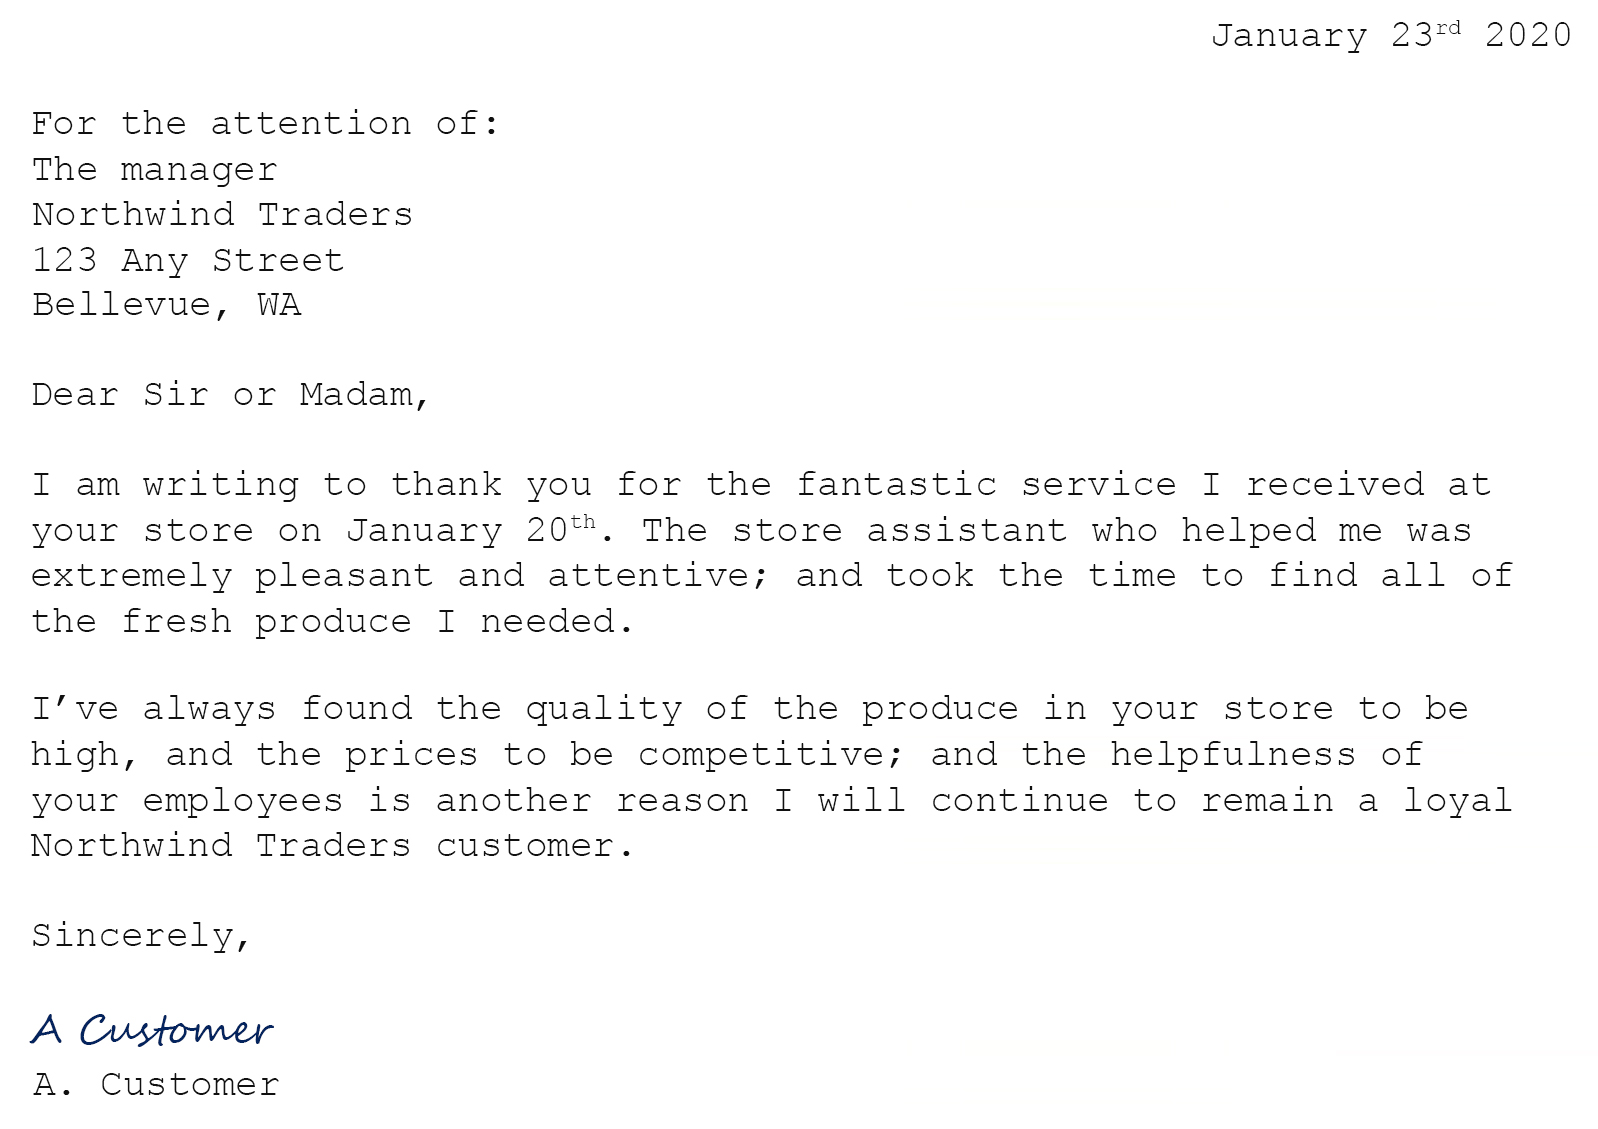 January 23rd 2020
For the attention of:
The manager
Northwind Traders
123 Any Street
Bellevue, WA
Dear Sir or Madam,
I am writing to thank you for the fantastic service I received at
your store on January 20th. The store assistant who helped me was
extremely pleasant and attentive; and took the time to find all of
the fresh produce I needed.
I’ve always found the quality of the produce in your store to be
high, and the prices to be competitive; and the helpfulness of
your employees is another reason I will continue to remain a loyal
Northwind Traders customer.
Sincerely,
A Customer
A. Customer